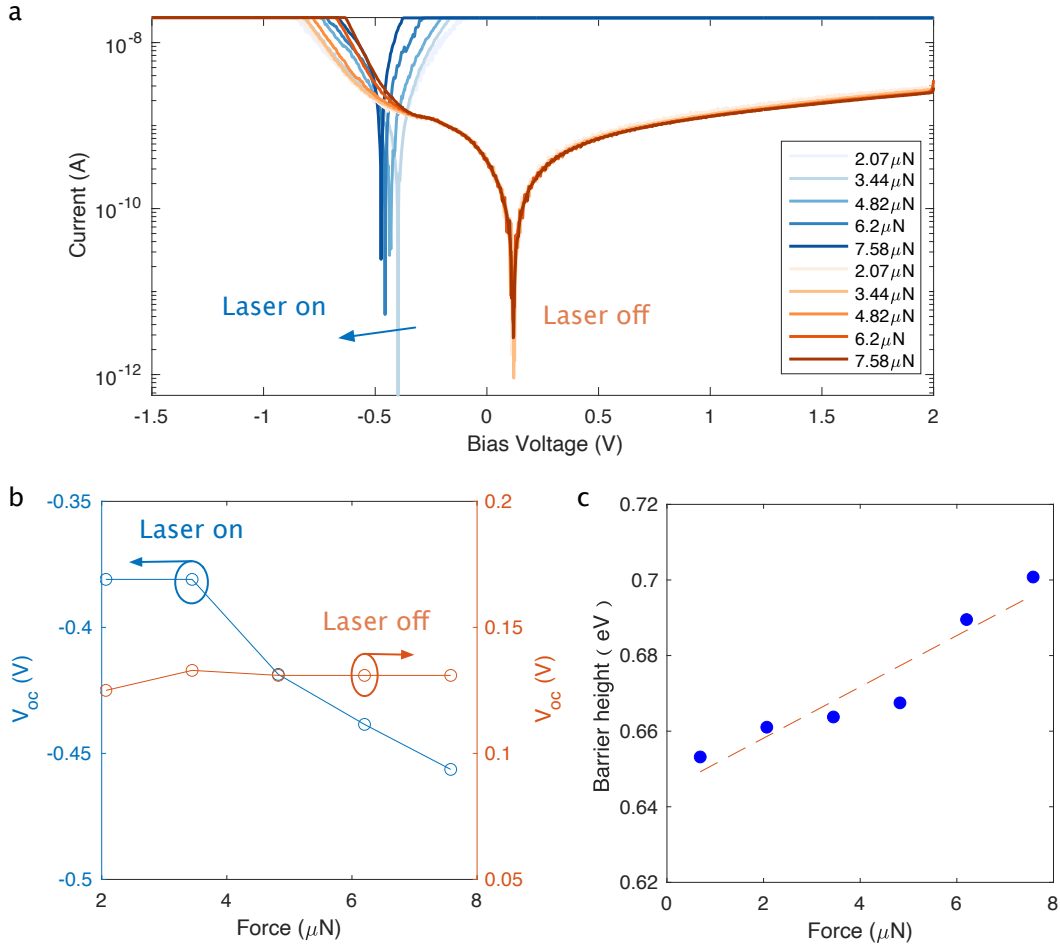 a
10^-8
10^-10
10^-12
Current (A)
-1.5
-1
-0.5
0
0.5
1
1.5
2
Bias Voltage (V)
Laser on
Laser off
2.07μN
3.44μN
4.82μN
6.2μN
7.58μN
2.07μN
3.44μN
4.82μN
6.2μN
7.58μN
b
-0.35
-0.4
-0.45
-0.5
V_oc (V)
Laser on
Laser off
0.2
0.15
0.1
0.05
V_oc (V)
2
4
6
8
Force (μN)
c
0.72
0.7
0.68
0.66
0.64
0.62
Barrier height ( eV )
0
2
4
6
8
Force (μN)